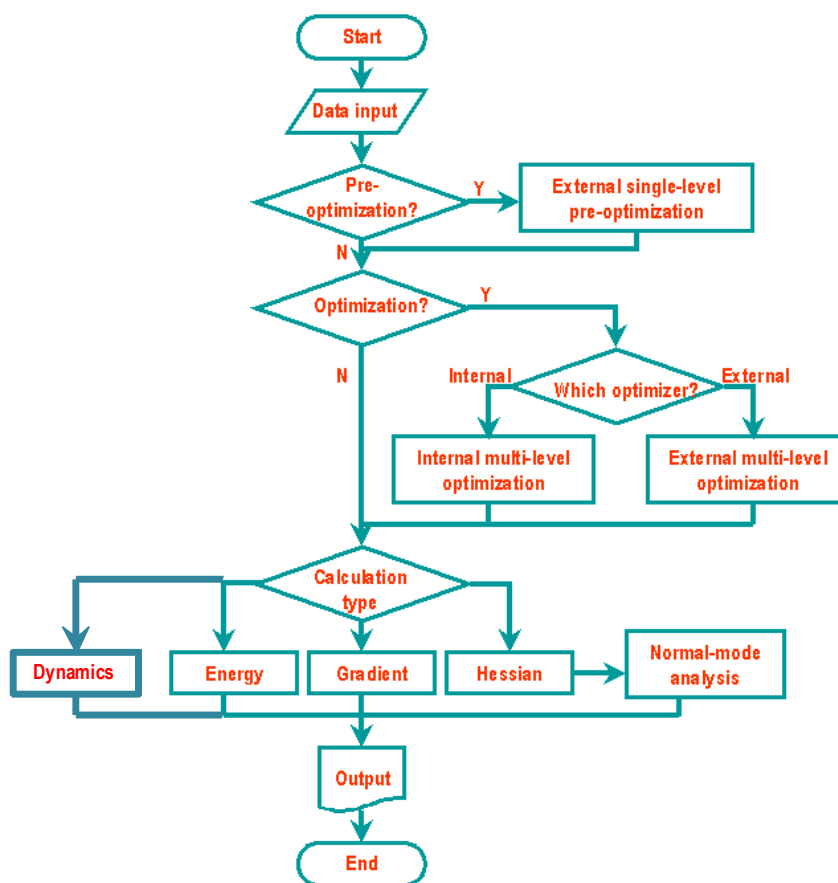 Start
Data input
Pre-
optimization?
Y
External single-level
pre-optimization
N
Optimization?
Y
N
Internal
Which optimizer?
External
Internal multi-level
optimization
External multi-level
optimization
Calculation
type
Dynamics
Energy
Gradient
Hessian
Normal-mode
analysis
Output
End